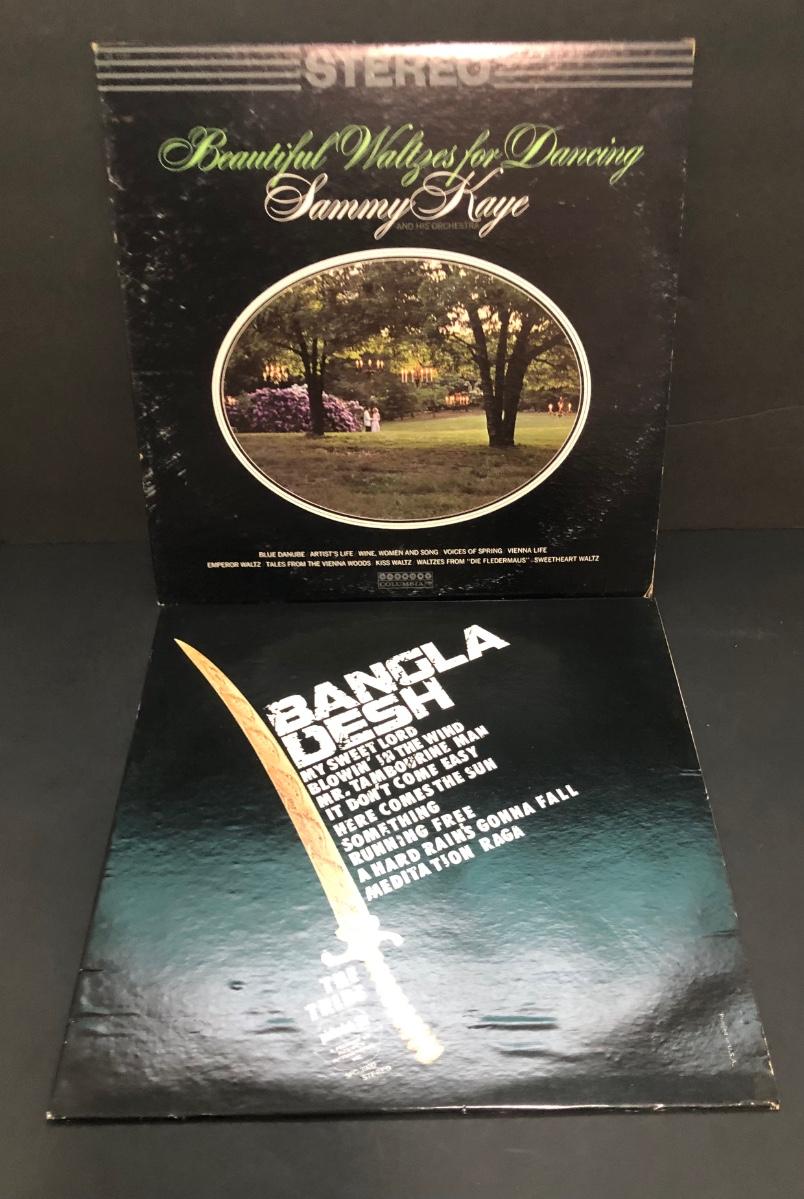 STEREO
Beautiful Waltzes for Dancing
Sammy Kaye
AND HIS ORCHESTRA
BLUE DANUBE ARTIST'S LIFE WINE, WOMEN AND SONG VOICES OF SPRING VIENNA LIFE
EMPEROR WALTZ TALES FROM THE VIENNA WOODS KISS WALTZ WALTZES FROM "DIE FLEDERMAUS" SWEETHEART WALTZ
COLUMBIA
BANGLA
DESH
MY SWEET LORD
BLOWIN' IN THE WIND
MR. TAMBOURINE MAN
IT DON'T COME EASY
HERE COMES THE SUN
SOMETHING
RUNNING FREE
A HARD RAIN'S GONNA FALL
MEDITATION RAGA
STEREO